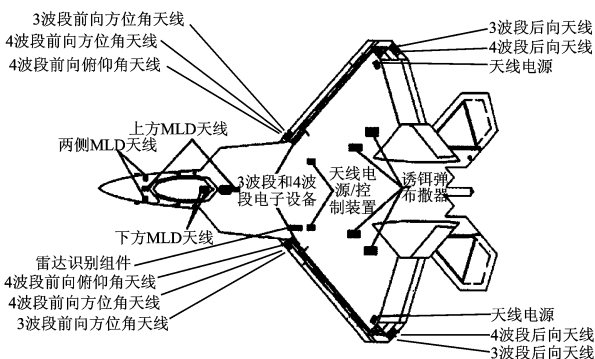 3波段前向方位角天线
4波段前向方位角天线
4波段前向俯仰角天线
3波段后向天线
4波段后向天线
天线电源
上方MLD天线
两侧MLD天线
3波段和4波
段电子设备
天线电
源/控
制装置
透铒弹
布撒器
下方MLD天线
雷达识别组件
4波段前向俯仰角天线
4波段前向方位角天线
3波段前向方位角天线
天线电源
4波段后向天线
3波段后向天线